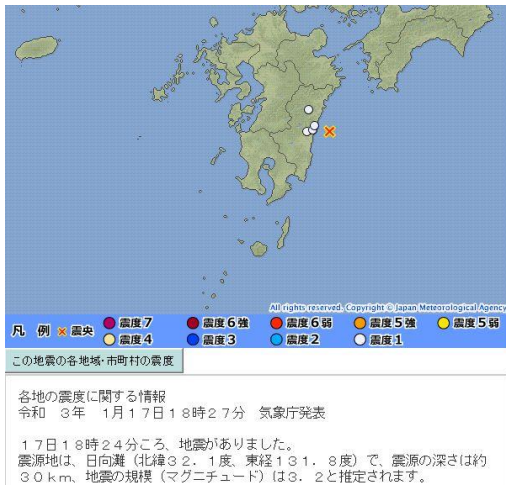 All rights reserved. Copyright © Japan Meteorological Agency
凡 例 震央 震度7 震度6強 震度6弱 震度5強 震度5弱
震度4 震度3 震度2 震度1
この地震の各地域・市町村の震度
各地の震度に関する情報
令和 3年 1月17日18時27分 気象庁発表
17日18時24分ころ、地震がありました。
震源地は、日向灘(北緯32.1度、東経131.8度)で、震源の深さは約
30km、地震の規模(マグニチュード)は3.2と推定されます。